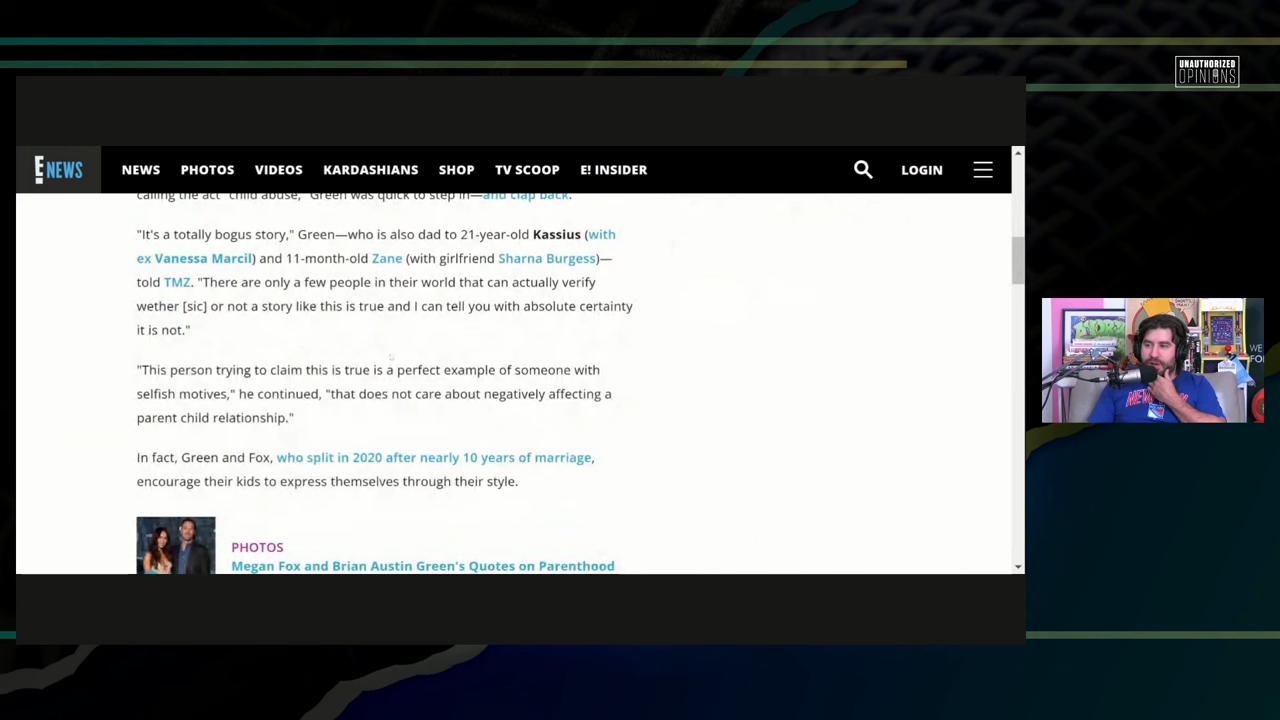 UNAUTHORIZED
OPINIONS
E! NEWS
NEWS PHOTOS VIDEOS KARDASHIANS SHOP TV SCOOP E! INSIDER LOGIN
calling the act "child abuse," Green was quick to step in—and clap back.
"It's a totally bogus story," Green—who is also dad to 21-year-old Kassius (with
ex Vanessa Marcil) and 11-month-old Zane (with girlfriend Sharna Burgess)—
told TMZ. "There are only a few people in their world that can actually verify
wether [sic] or not a story like this is true and I can tell you with absolute certainty
it is not."
"This person trying to claim this is true is a perfect example of someone with
selfish motives," he continued, "that does not care about negatively affecting a
parent child relationship."
In fact, Green and Fox, who split in 2020 after nearly 10 years of marriage,
encourage their kids to express themselves through their style.
PHOTOS
Megan Fox and Brian Austin Green's Quotes on Parenthood
WE
NEW